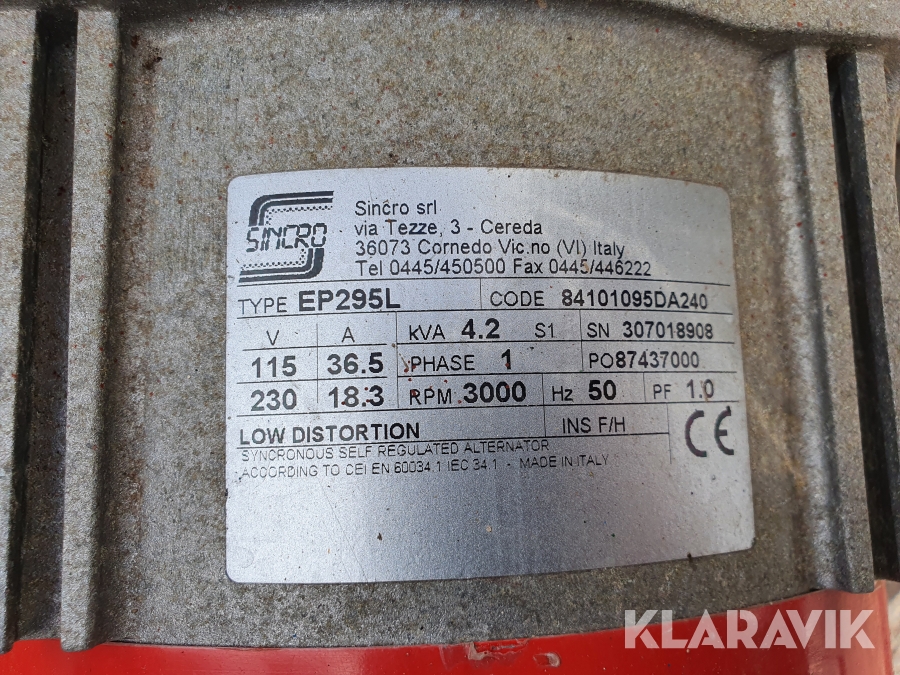 SINCRO
Sincro srl
via Tezze, 3 - Cereda
36073 Cornedo Vic.no (VI) Italy
Tel 0445/450500 Fax 0445/446222
TYPE EP295L CODE 84101095DA240
V A kVA 4.2 S1 SN 307018908
115 36.5 PHASE 1 PO87437000
230 18.3 RPM 3000 Hz 50 PF 1.0
LOW DISTORTION INS F/H CE
SYNCRONOUS SELF REGULATED ALTERNATOR
ACCORDING TO CEI EN 60034.1 IEC 34.1 - MADE IN ITALY
KLARAVIK